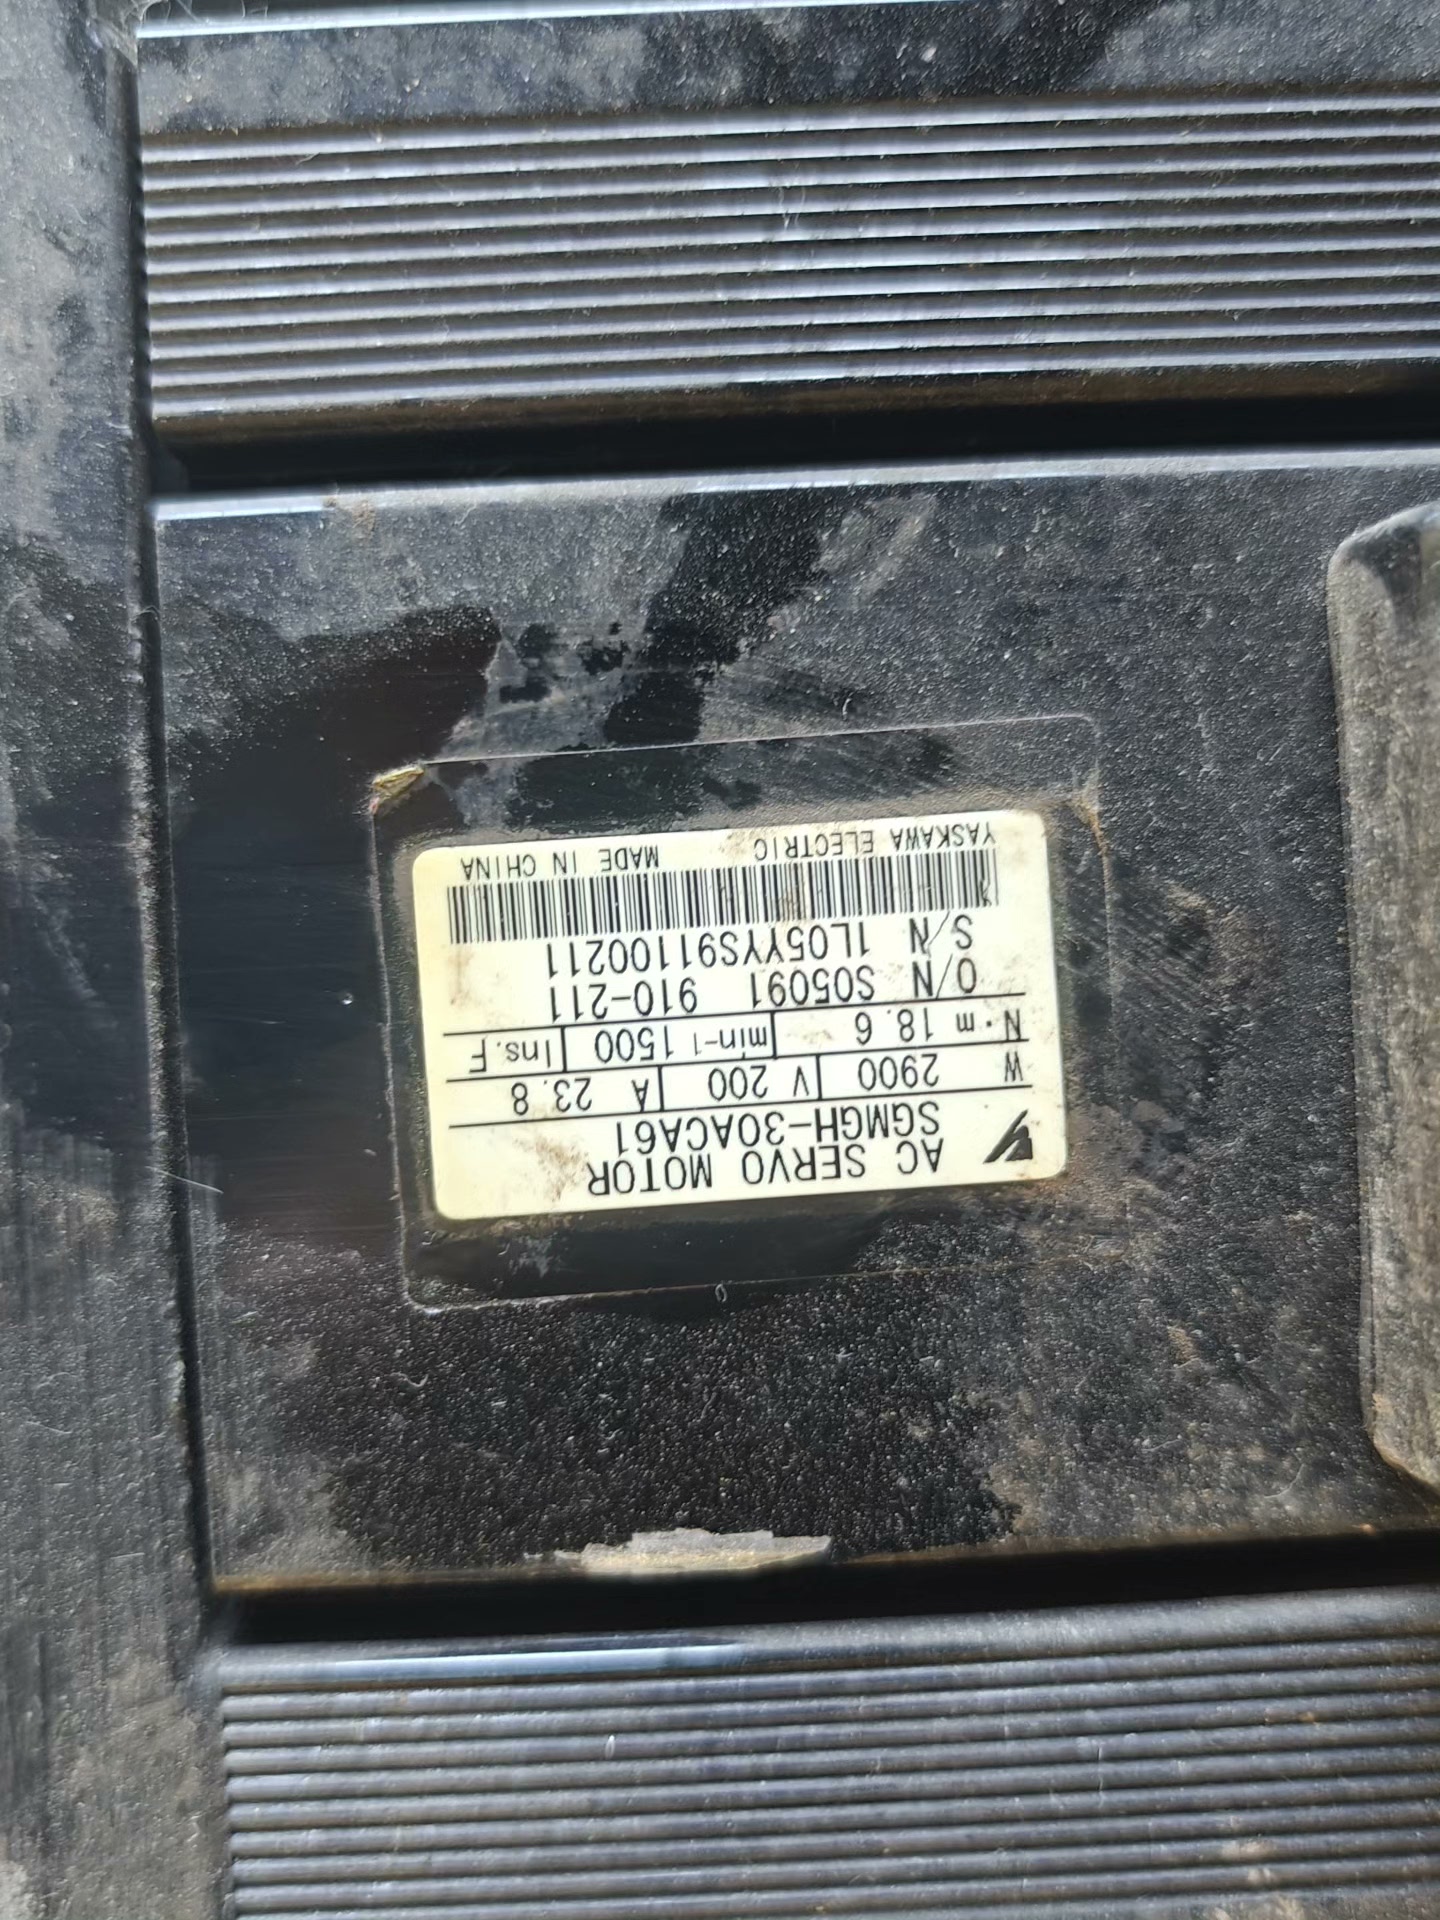 AC SERVO MOTOR
SGMGH-30ACA61
W 2900 V 200 A 23.8
N·m 18.6 min-1 1500 Ins. F
O/N S05091 910-211
S/N 1L05YYS91100211
YASKAWA ELECTRIC MADE IN CHINA